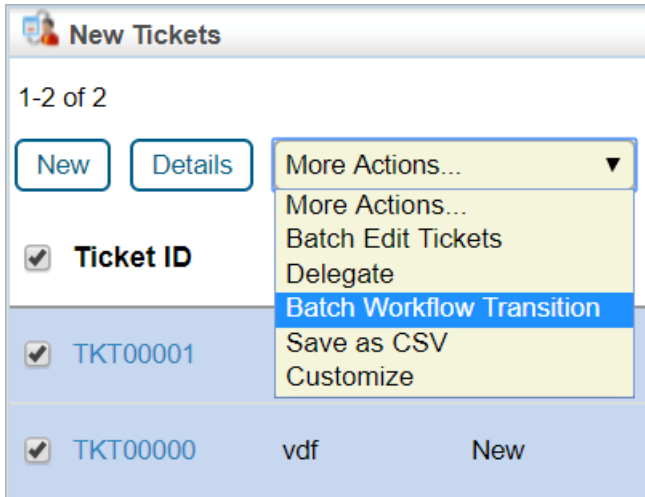 New Tickets
1-2 of 2
New Details More Actions...
More Actions...
Batch Edit Tickets
Delegate
Batch Workflow Transition
Save as CSV
Customize
Ticket ID
TKT00001
TKT00000 vdf New